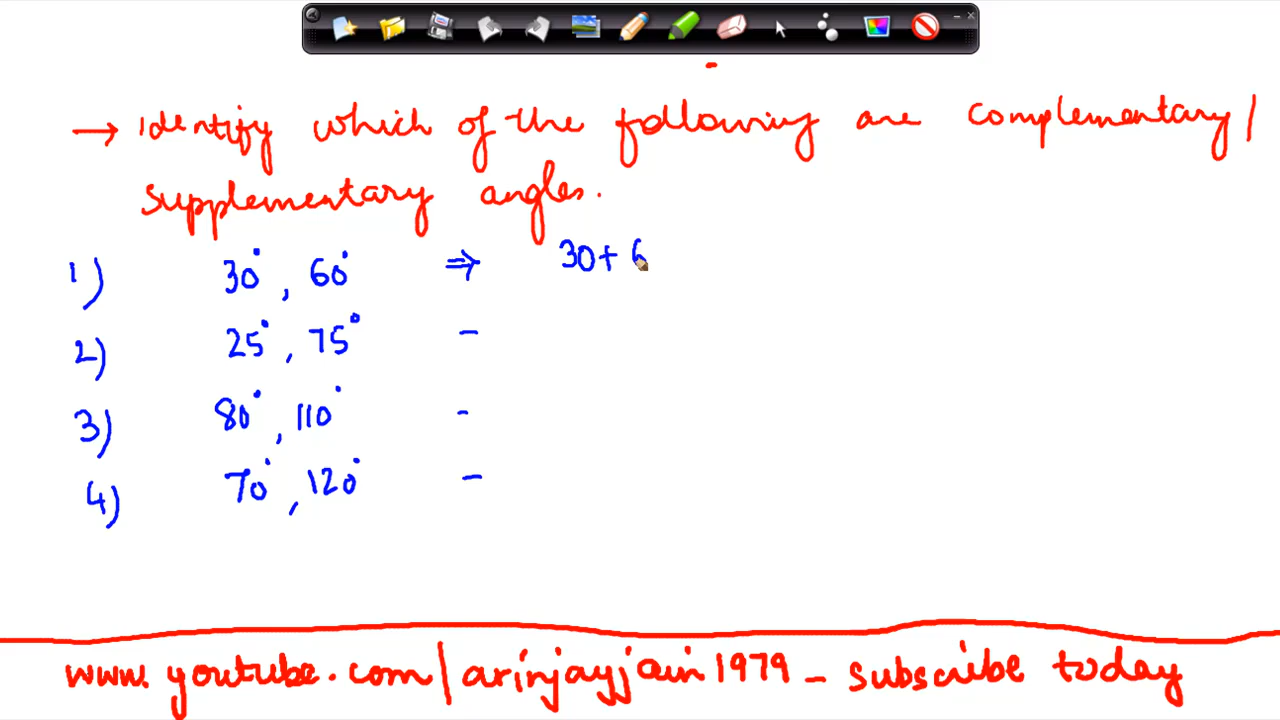 → Identify which of the following are complementary/
supplementary angles.
1) 30°, 60° ⇒ 30+ 6
2) 25°, 75° -
3) 80°, 110° -
4) 70°, 120° -
www.youtube.com/arinjayjain1979 - subscribe today